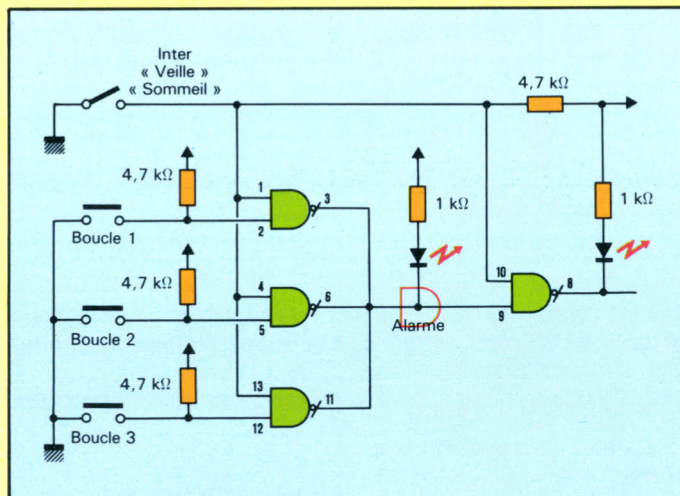 Inter
« Veille »
« Sommeil »
4,7 kΩ
4,7 kΩ
1
3
2
Boucle 1
1 kΩ
1 kΩ
4,7 kΩ
4
6
5
Boucle 2
Alarme
10
8
9
4,7 kΩ
13
11
12
Boucle 3